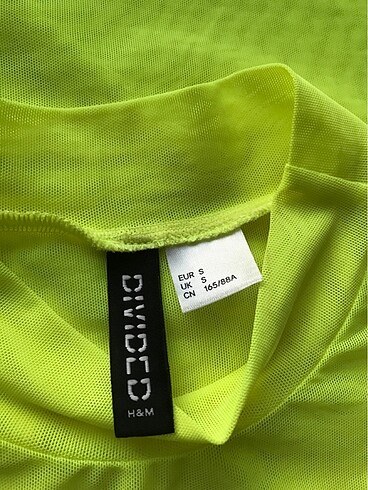 DIVIDED
H&M
EUR S
UK S
CN 165/88A